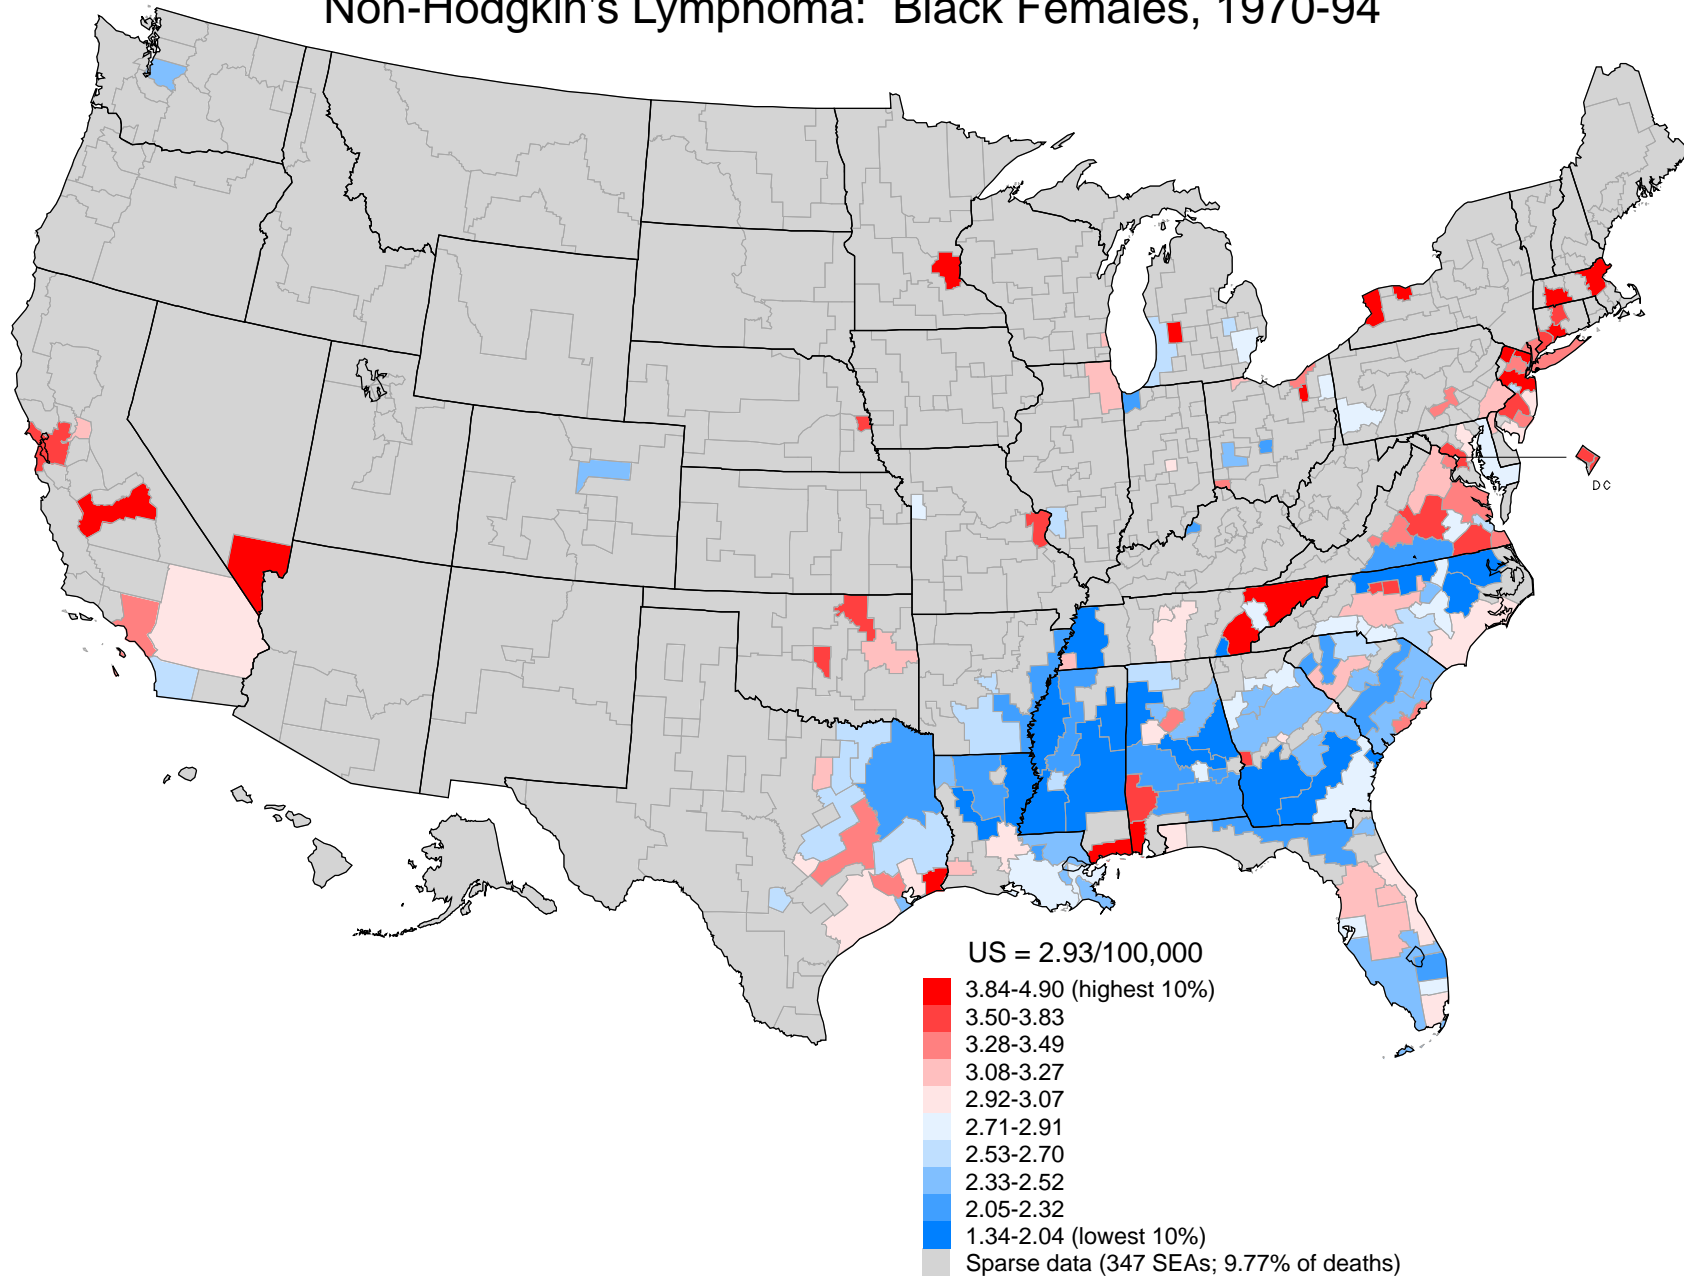 Non-Hodgkin's Lymphoma: Black Females, 1970-94
DC
US = 2.93/100,000
3.84-4.90 (highest 10%)
3.50-3.83
3.28-3.49
3.08-3.27
2.92-3.07
2.71-2.91
2.53-2.70
2.33-2.52
2.05-2.32
1.34-2.04 (lowest 10%)
Sparse data (347 SEAs; 9.77% of deaths)